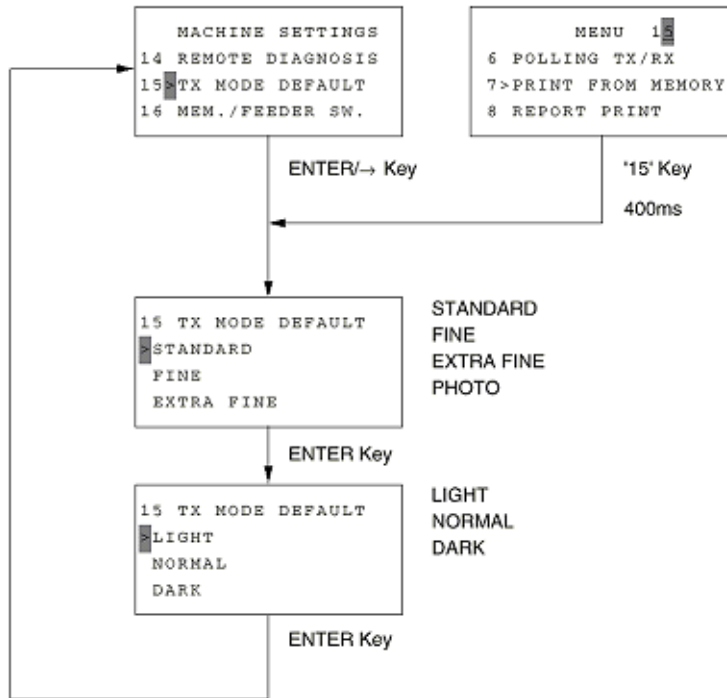 MACHINE SETTINGS
14 REMOTE DIAGNOSIS
15>TX MODE DEFAULT
16 MEM./FEEDER SW.
MENU 15
6 POLLING TX/RX
7>PRINT FROM MEMORY
8 REPORT PRINT
ENTER/→ Key
"15" Key
400ms
15 TX MODE DEFAULT
>STANDARD
FINE
EXTRA FINE
STANDARD
FINE
EXTRA FINE
PHOTO
ENTER Key
15 TX MODE DEFAULT
>LIGHT
NORMAL
DARK
LIGHT
NORMAL
DARK
ENTER Key